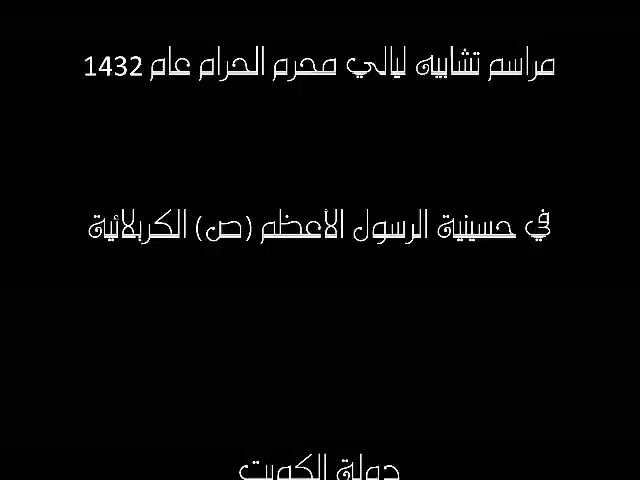 مراسم تشابيه ليالي محرم الحرام عام 1432
في حسينية الرسول الأعظم (ص) الكربلائية
دولة الكويت